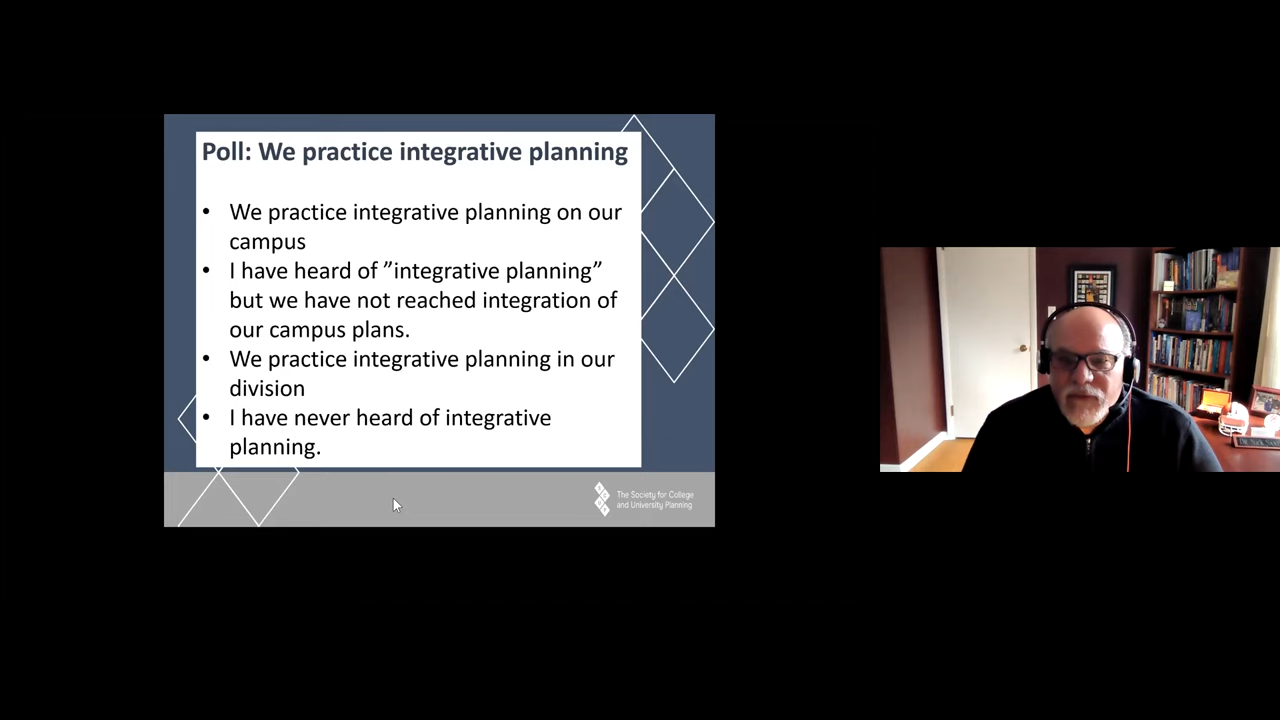 Poll: We practice integrative planning
• We practice integrative planning on our
campus
• I have heard of ”integrative planning”
but we have not reached integration of
our campus plans.
• We practice integrative planning in our
division
• I have never heard of integrative
planning.
SCUP
The Society for College
and University Planning